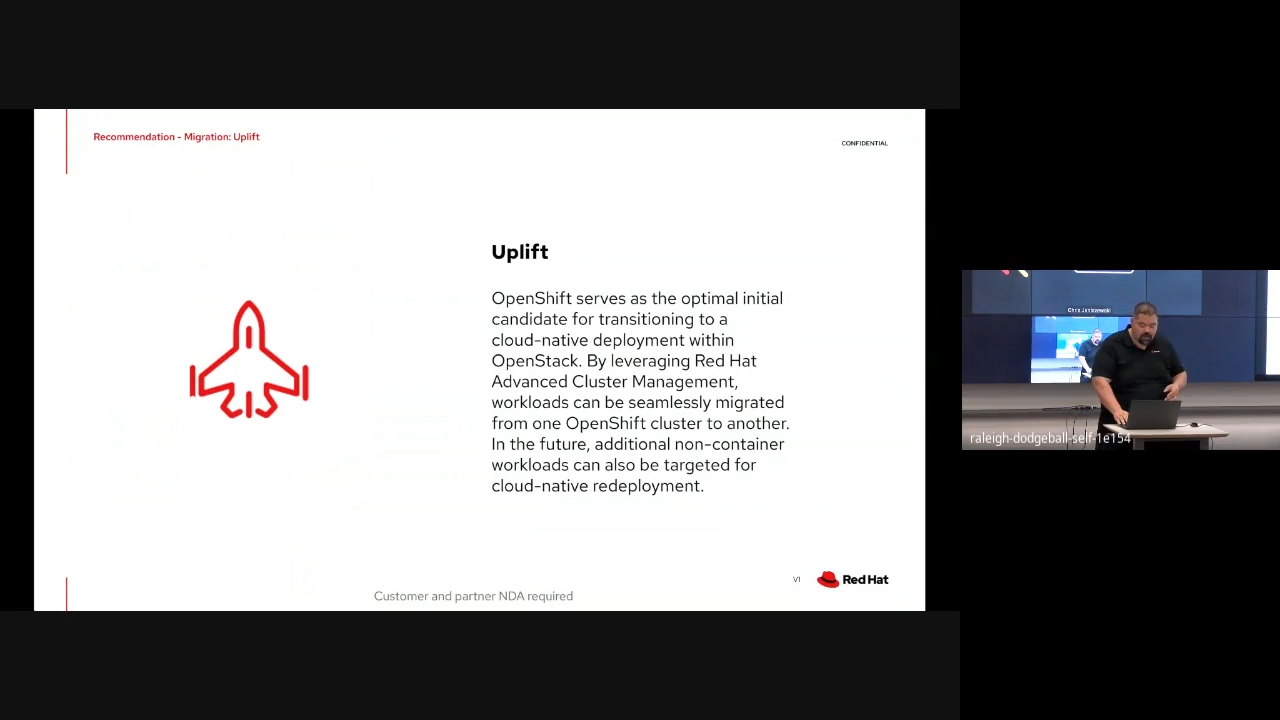 Recommendation - Migration: Uplift
CONFIDENTIAL
Uplift
OpenShift serves as the optimal initial
candidate for transitioning to a
cloud-native deployment within
OpenStack. By leveraging Red Hat
Advanced Cluster Management,
workloads can be seamlessly migrated
from one OpenShift cluster to another.
In the future, additional non-container
workloads can also be targeted for
cloud-native redeployment.
V1
Red Hat
Customer and partner NDA required
Chris Janiszewski
raleigh-dodgeball-self-1e154